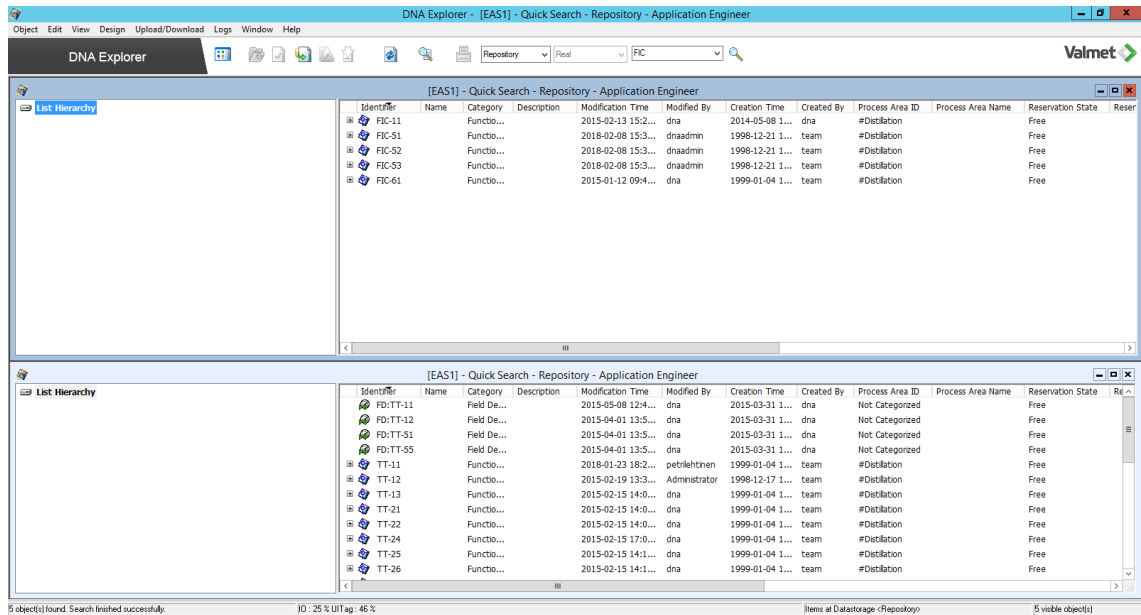 DNA Explorer - [EAS1] - Quick Search - Repository - Application Engineer
Object Edit View Design Upload/Download Logs Window Help
DNA Explorer Repository Real FIC Valmet
[EAS1] - Quick Search - Repository - Application Engineer
List Hierarchy
Identifier Name Category Description Modification Time Modified By Creation Time Created By Process Area ID Process Area Name Reservation State Reser
FIC-11 Functio... 2015-02-13 15:2... dna 2014-05-08 1... dna #Distillation Free
FIC-51 Functio... 2018-02-08 15:3... dnaadmin 1998-12-21 1... team #Distillation Free
FIC-52 Functio... 2018-02-08 15:3... dnaadmin 1998-12-21 1... team #Distillation Free
FIC-53 Functio... 2018-02-08 15:3... dnaadmin 1998-12-21 1... team #Distillation Free
FIC-61 Functio... 2015-01-12 09:4... dna 1999-01-04 1... team #Distillation Free
[EAS1] - Quick Search - Repository - Application Engineer
List Hierarchy
Identifier Name Category Description Modification Time Modified By Creation Time Created By Process Area ID Process Area Name Reservation State Re
FD:TT-11 Field De... 2015-05-08 12:4... dna 2015-03-31 1... dna Not Categorized Free
FD:TT-12 Field De... 2015-04-01 13:5... dna 2015-03-31 1... dna Not Categorized Free
FD:TT-51 Field De... 2015-04-01 13:5... dna 2015-03-31 1... dna Not Categorized Free
FD:TT-55 Field De... 2015-04-01 13:5... dna 2015-03-31 1... dna Not Categorized Free
TT-11 Functio... 2018-01-23 18:2... petrilehtinen 1999-01-04 1... team #Distillation Free
TT-12 Functio... 2015-02-19 13:3... Administrator 1998-12-17 1... team #Distillation Free
TT-13 Functio... 2015-02-15 14:0... dna 1999-01-04 1... team #Distillation Free
TT-21 Functio... 2015-02-15 14:0... dna 1999-01-04 1... team #Distillation Free
TT-22 Functio... 2015-02-15 14:0... dna 1999-01-04 1... team #Distillation Free
TT-24 Functio... 2015-02-15 17:0... dna 1999-01-04 1... team #Distillation Free
TT-25 Functio... 2015-02-15 14:1... dna 1999-01-04 1... team #Distillation Free
TT-26 Functio... 2015-02-15 14:1... dna 1999-01-04 1... team #Distillation Free
5 object(s) found. Search finished successfully. IO : 25 % UITag : 46 % Items at Datastorage <Repository> 5 visible object(s)